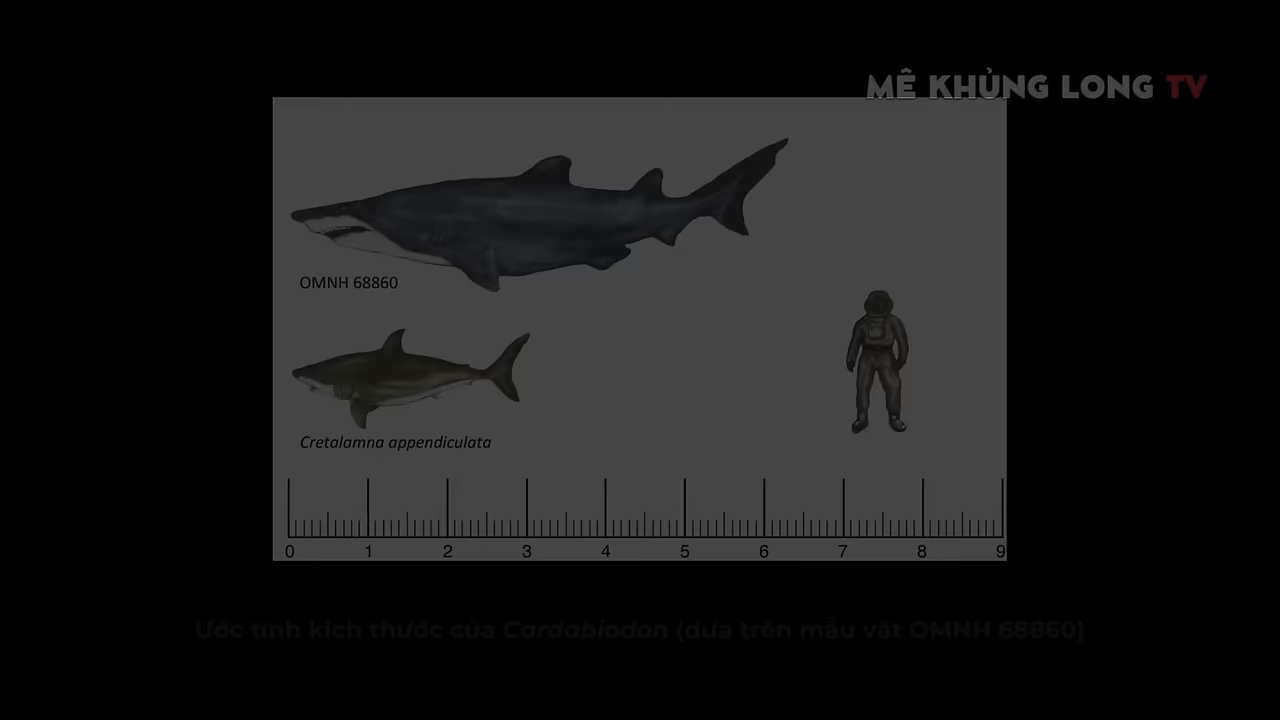 MÊ KHỦNG LONG TV
OMNH 68860
Cretalamna appendiculata
0 1 2 3 4 5 6 7 8 9
Ước tính kích thước của Cardabiodon (dựa trên mẫu vật OMNH 68860)